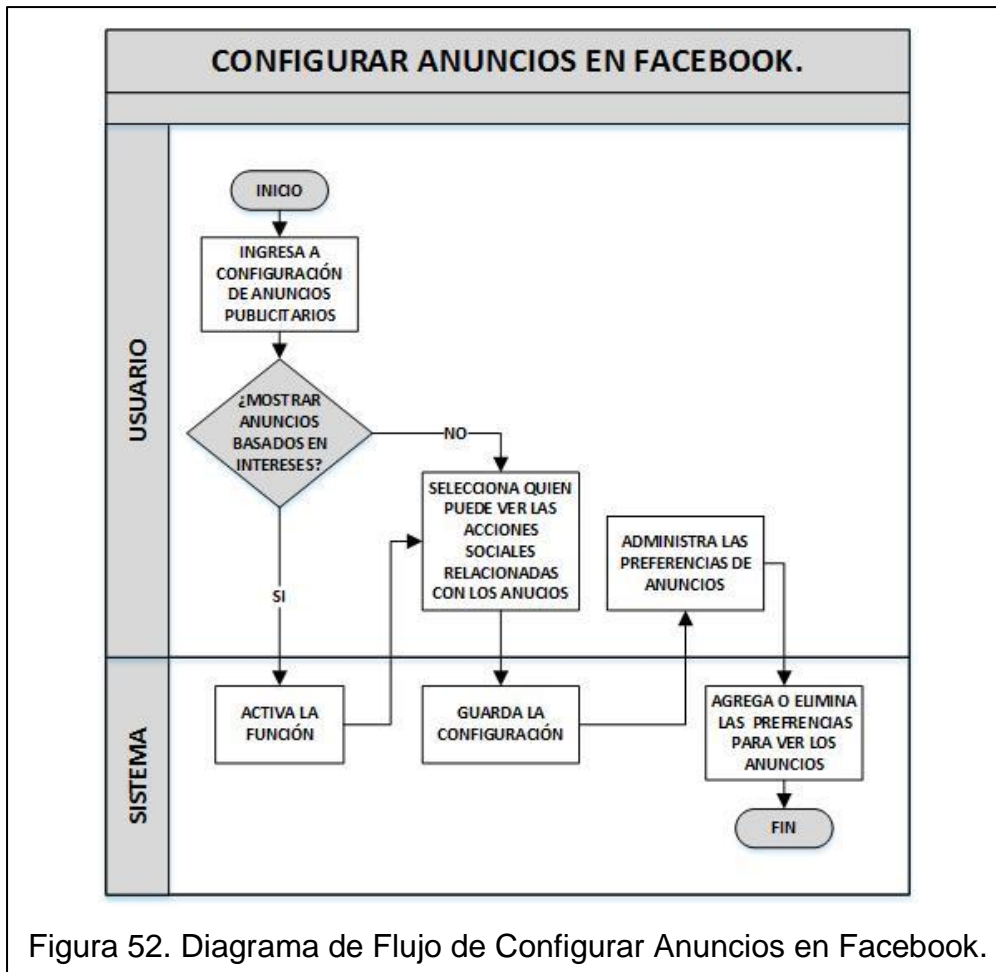 CONFIGURAR ANUNCIOS EN FACEBOOK.
USUARIO
INICIO
INGRESA A
CONFIGURACIÓN
DE ANUNCIOS
PUBLICITARIOS
¿MOSTRAR
ANUNCIOS
BASADOS EN
INTERESES?
NO
SI
SELECCIONA QUIEN
PUEDE VER LAS
ACCIONES
SOCIALES
RELACIONADAS
CON LOS ANUCIOS
ADMINISTRA LAS
PREFERENCIAS DE
ANUNCIOS
SISTEMA
ACTIVA LA
FUNCIÓN
GUARDA LA
CONFIGURACIÓN
AGREGA O ELIMINA
LAS PREFRENCIAS
PARA VER LOS
ANUNCIOS
FIN
Figura 52. Diagrama de Flujo de Configurar Anuncios en Facebook.